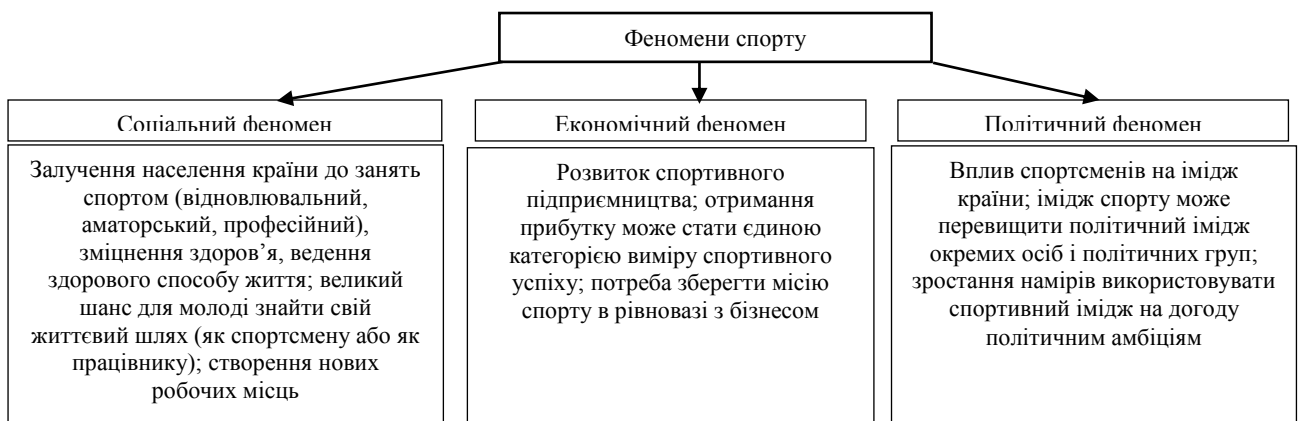 Феномени спорту
Соціальний феномен
Залучення населення країни до занять
спортом (відновлювальний,
аматорський, професійний),
зміцнення здоров’я, ведення
здорового способу життя; великий
шанс для молоді знайти свій
життєвий шлях (як спортсмену або як
працівнику); створення нових
робочих місць
Економічний феномен
Розвиток спортивного
підприємництва; отримання
прибутку може стати єдиною
категорією виміру спортивного
успіху; потреба зберегти місію
спорту в рівновазі з бізнесом
Політичний феномен
Вплив спортсменів на імідж
країни; імідж спорту може
перевищити політичний імідж
окремих осіб і політичних груп;
зростання намірів використовувати
спортивний імідж на догоду
політичним амбіціям